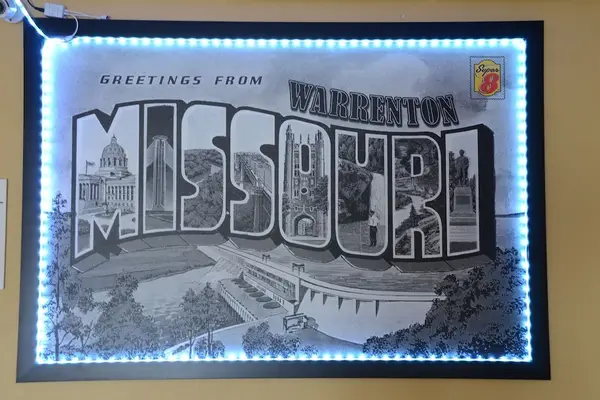 GREETINGS FROM
WARRENTON
MISSOURI
Super
8